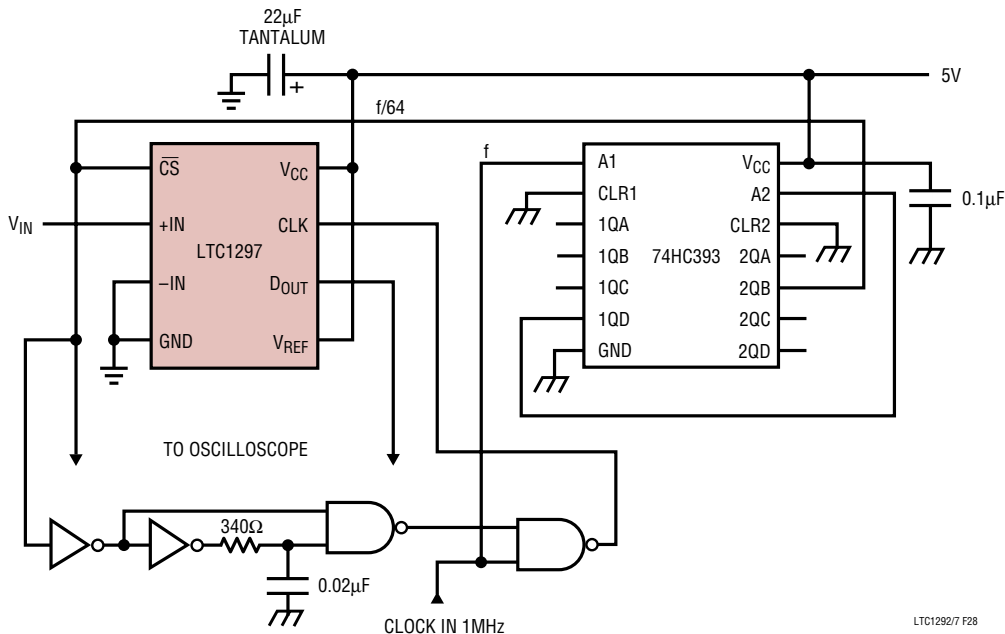 22µF
TANTALUM
5V
f/64
f
CS
+IN
–IN
GND
LTC1297
VCC
CLK
DOUT
VREF
VIN
A1
CLR1
1QA
1QB
1QC
1QD
GND
74HC393
VCC
A2
CLR2
2QA
2QB
2QC
2QD
0.1µF
TO OSCILLOSCOPE
340Ω
0.02µF
CLOCK IN 1MHz
LTC1292/7 F28
+